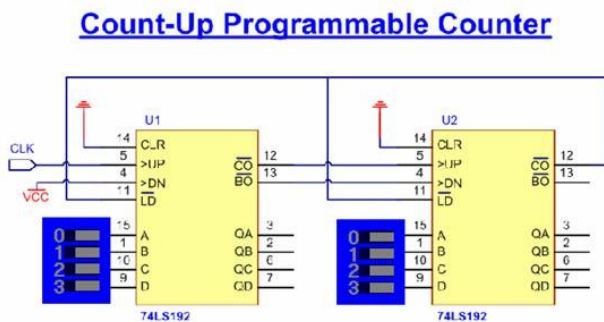 Count-Up Programmable Counter
U1
U2
CLK
VCC
14 CLR
5 >UP
4 >DN
11 LD
CO 12
BO 13
15 A
1 B
10 C
9 D
QA 3
QB 2
QC 6
QD 7
0
1
2
3
74LS192
14 CLR
5 >UP
4 >DN
11 LD
CO 12
BO 13
15 A
1 B
10 C
9 D
QA 3
QB 2
QC 6
QD 7
0
1
2
3
74LS192